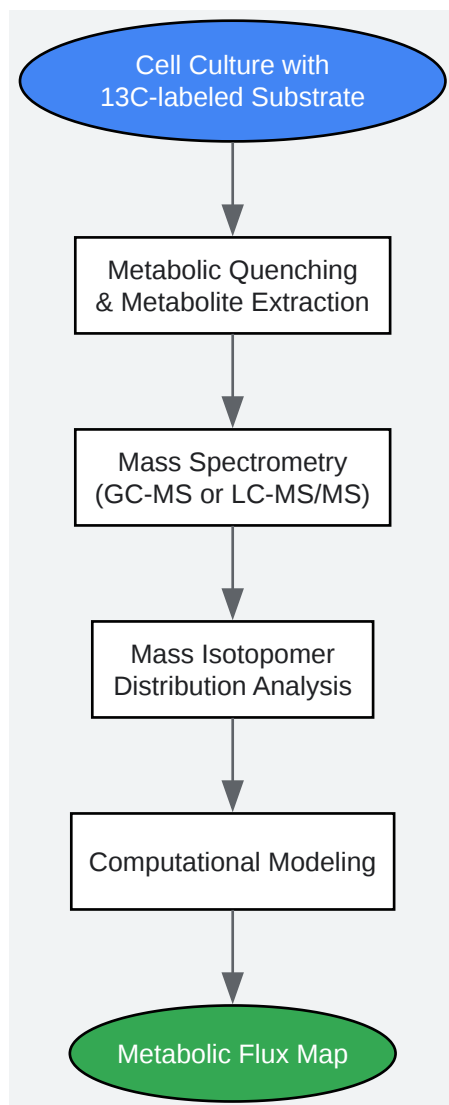 Cell Culture with
13C-labeled Substrate
Metabolic Quenching
& Metabolite Extraction
Mass Spectrometry
(GC-MS or LC-MS/MS)
Mass Isotopomer
Distribution Analysis
Computational Modeling
Metabolic Flux Map